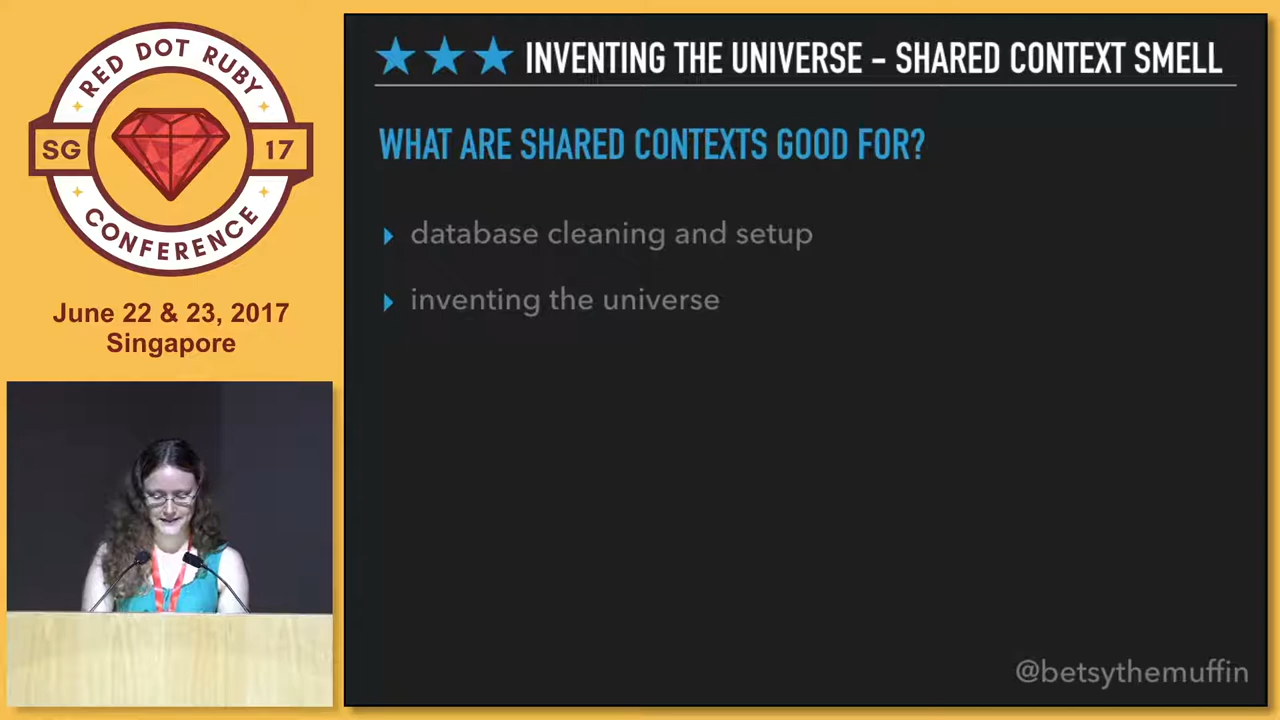 RED DOT RUBY
SG 17
CONFERENCE
June 22 & 23, 2017
Singapore
★★★ INVENTING THE UNIVERSE – SHARED CONTEXT SMELL
WHAT ARE SHARED CONTEXTS GOOD FOR?
database cleaning and setup
inventing the universe
@betsythemuffin